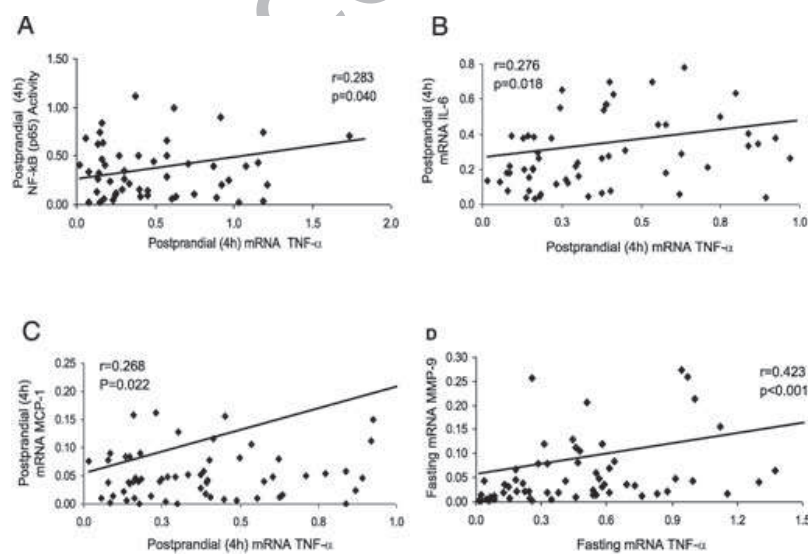 A
Postprandial (4h)
NF-kB (p65) Activity
1.50
1.00
0.50
0.00
r=0.283
p=0.040
0.0
0.5
1.0
1.5
2.0
Postprandial (4h) mRNA TNF-α
B
Postprandial (4h)
mRNA IL-6
0.8
0.6
0.4
0.2
0.0
r=0.276
p=0.018
0.0
0.3
0.5
0.8
1.0
Postprandial (4h) mRNA TNF-α
C
Postprandial (4h)
mRNA MCP-1
0.25
0.20
0.15
0.10
0.05
0.00
r=0.268
P=0.022
0.0
0.3
0.5
0.8
1.0
Postprandial (4h) mRNA TNF-α
D
Fasting mRNA MMP-9
0.30
0.25
0.20
0.15
0.10
0.05
0.00
r=0.423
p<0.001
0.0
0.3
0.6
0.9
1.2
1.5
Fasting mRNA TNF-α